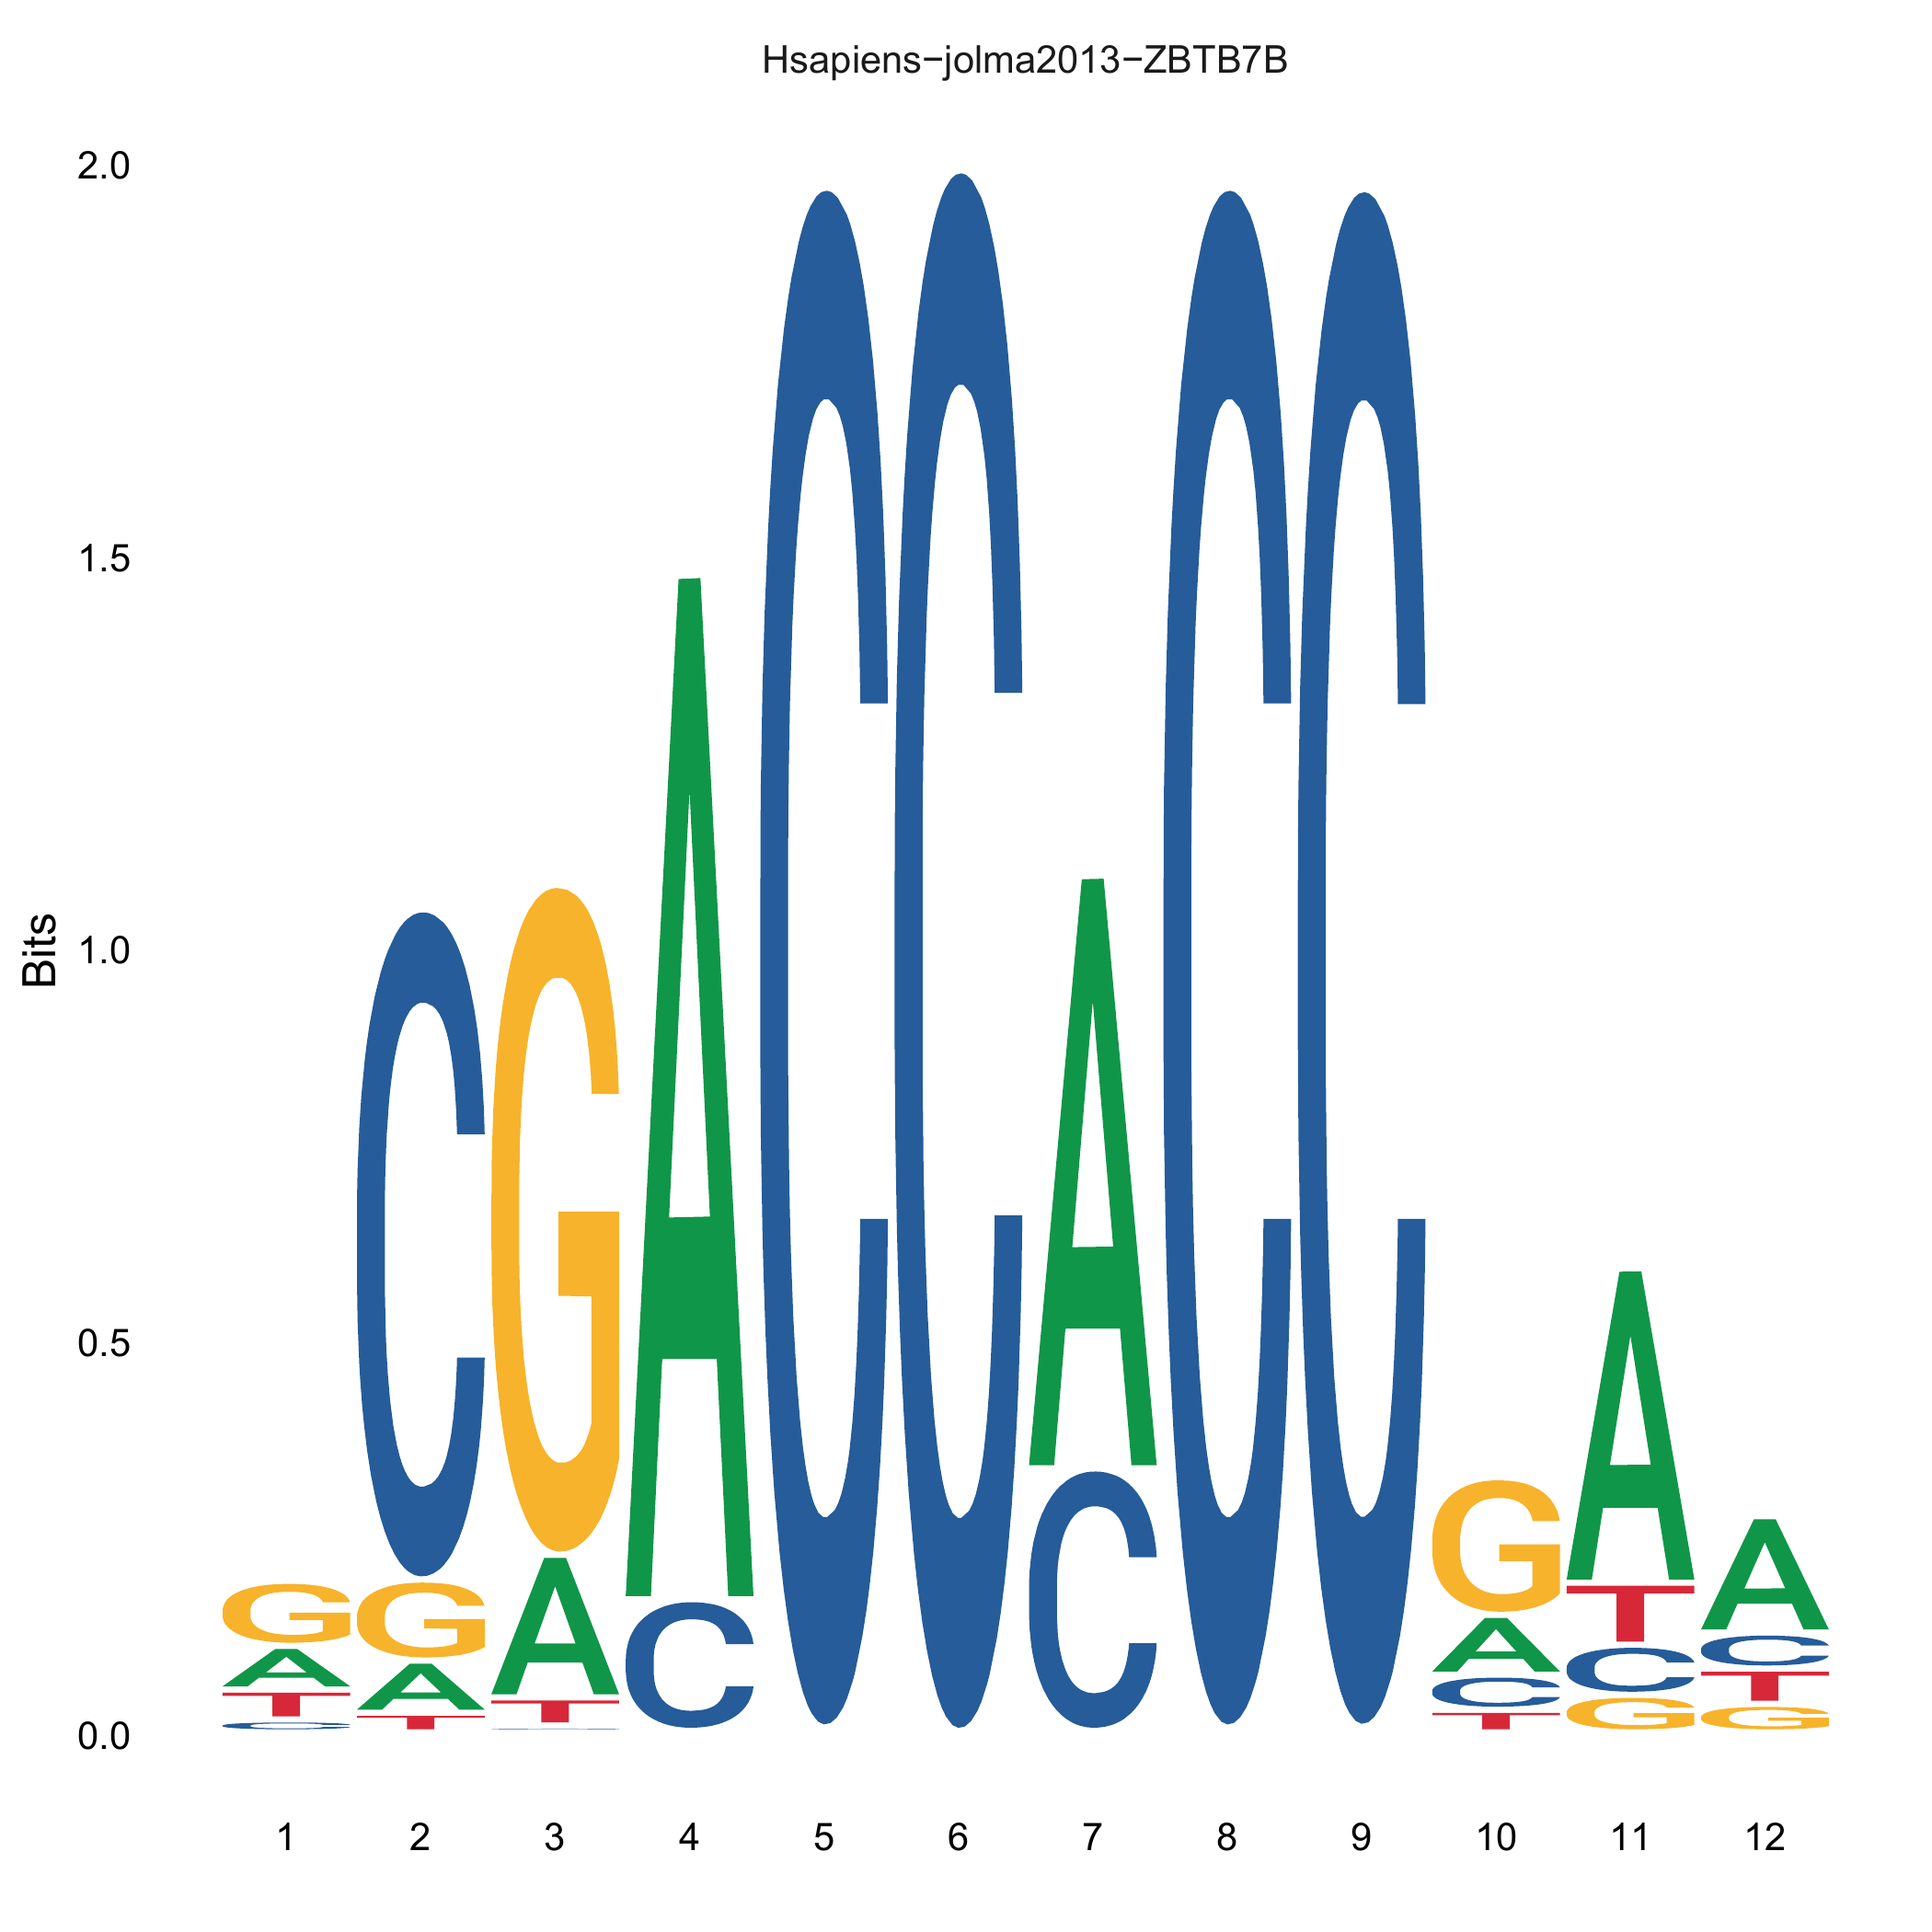 Hsapiens−jolma2013−ZBTB7B
2.0
1.5
1.0
0.5
0.0
Bits
G A T C
C G A T
G A T C
A C
C
C
A C
C
C
G A C T
A T C G
A C T G
1 2 3 4 5 6 7 8 9 10 11 12